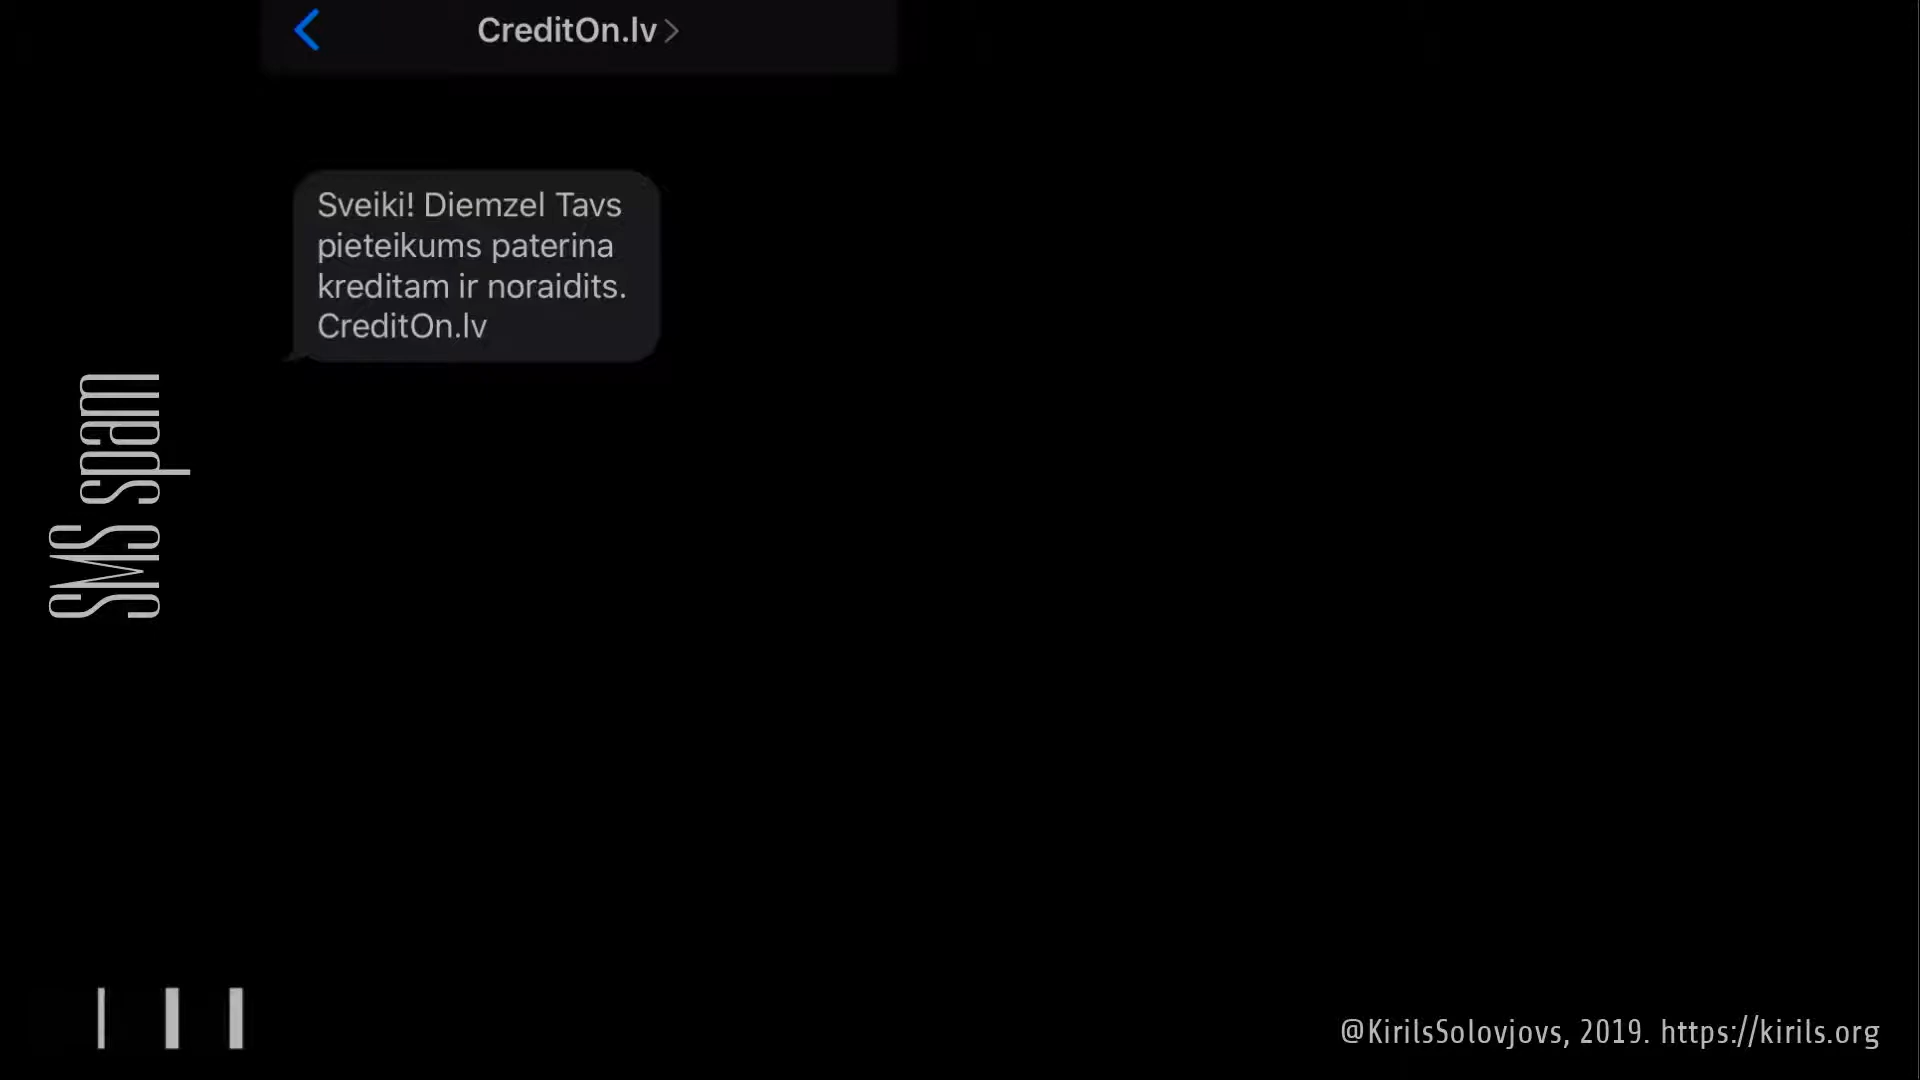 CreditOn.lv
Sveiki! Diemzel Tavs
pieteikums paterina
kreditam ir noraidits.
CreditOn.lv
SMS spam
@KirilsSolovjovs, 2019. https://kirils.org